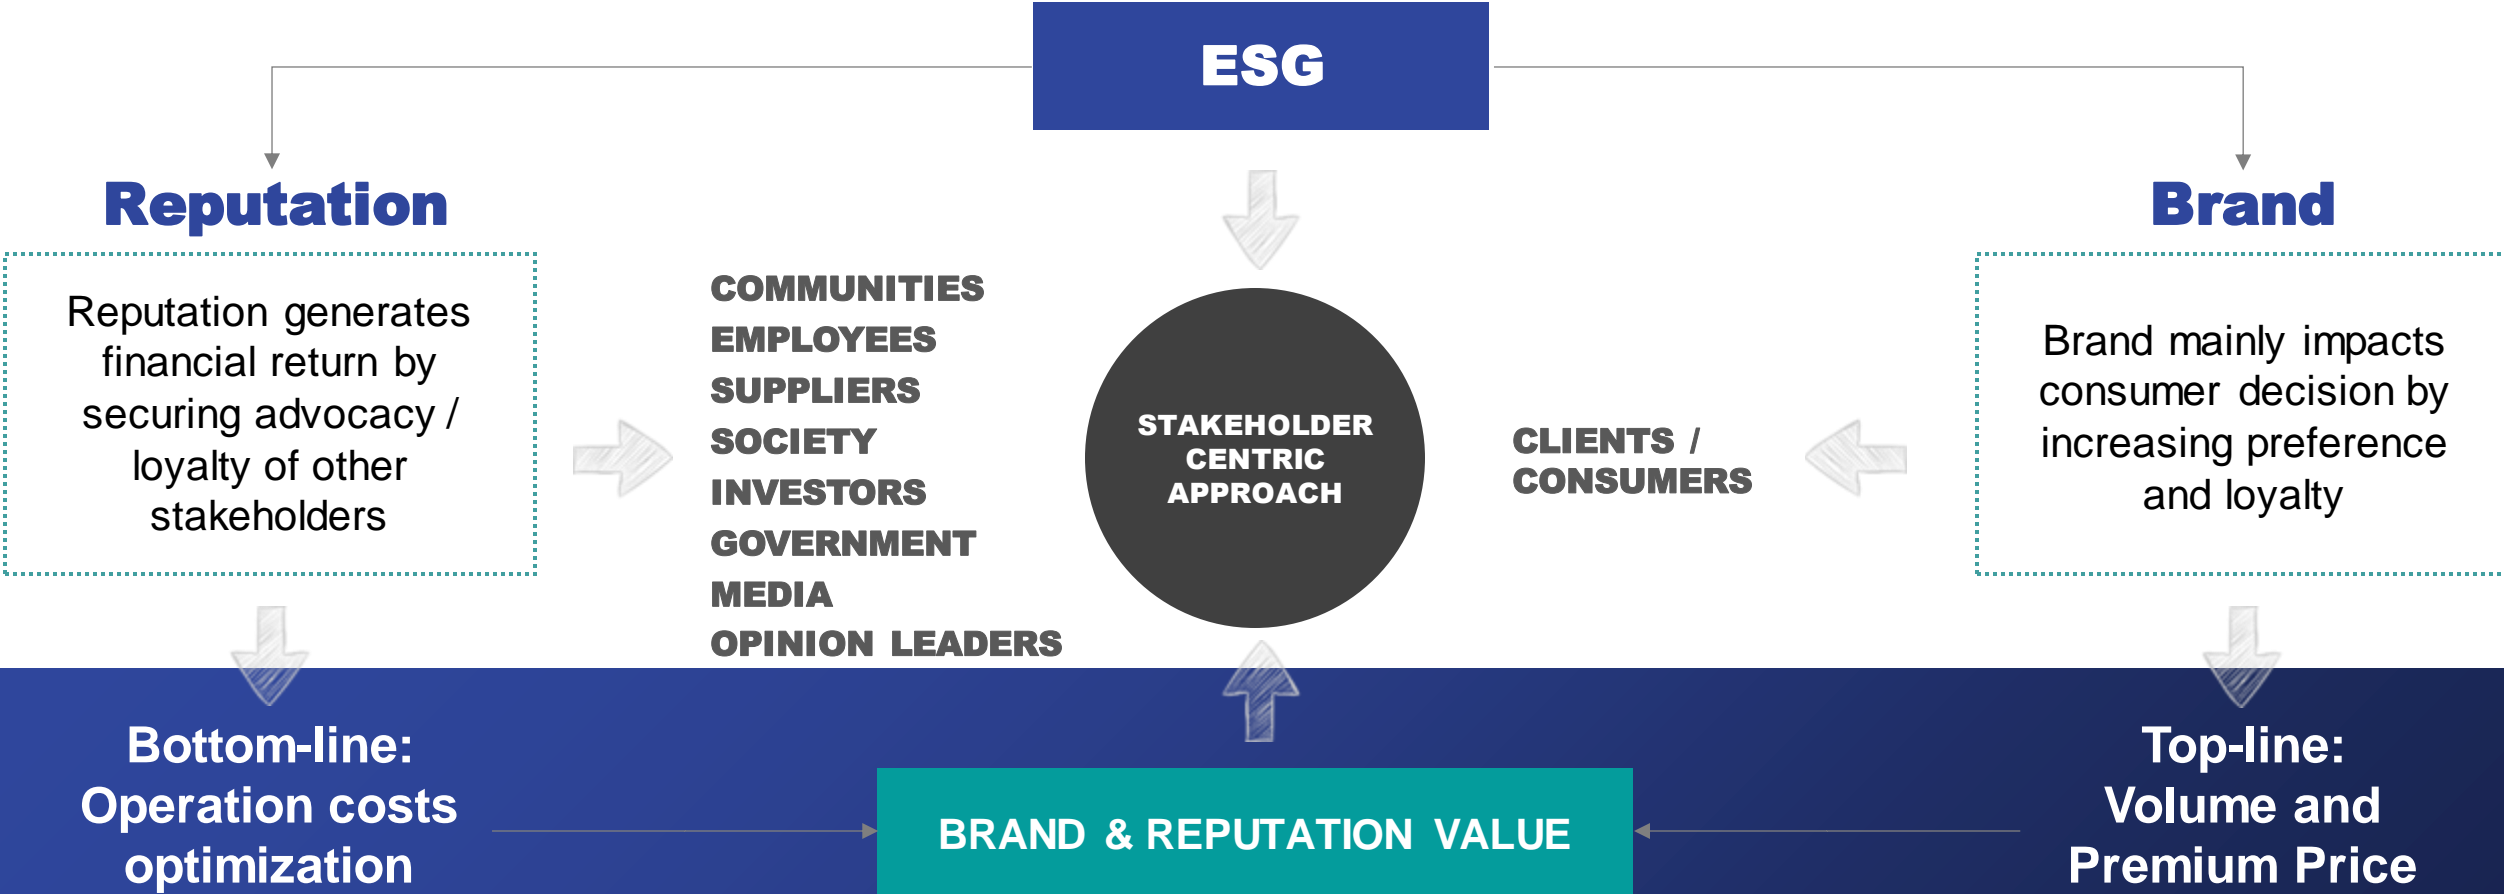 ESG
Reputation
Reputation generates
financial return by
securing advocacy /
loyalty of other
stakeholders
COMMUNITIES
EMPLOYEES
SUPPLIERS
SOCIETY
INVESTORS
GOVERNMENT
MEDIA
OPINION LEADERS
STAKEHOLDER
CENTRIC
APPROACH
CLIENTS /
CONSUMERS
Brand
Brand mainly impacts
consumer decision by
increasing preference
and loyalty
Bottom-line:
Operation costs
optimization
BRAND & REPUTATION VALUE
Top-line:
Volume and
Premium Price